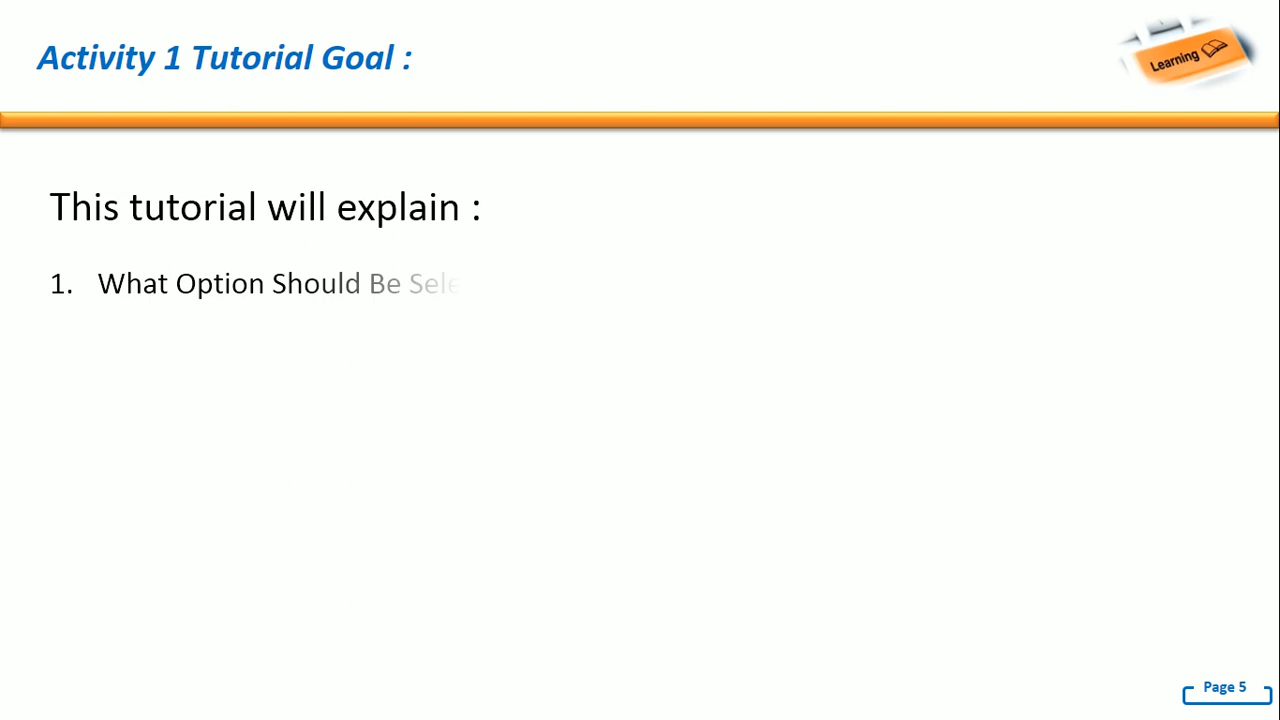 Activity 1 Tutorial Goal :
Learning
This tutorial will explain :
1. What Option Should Be Sele
Page 5